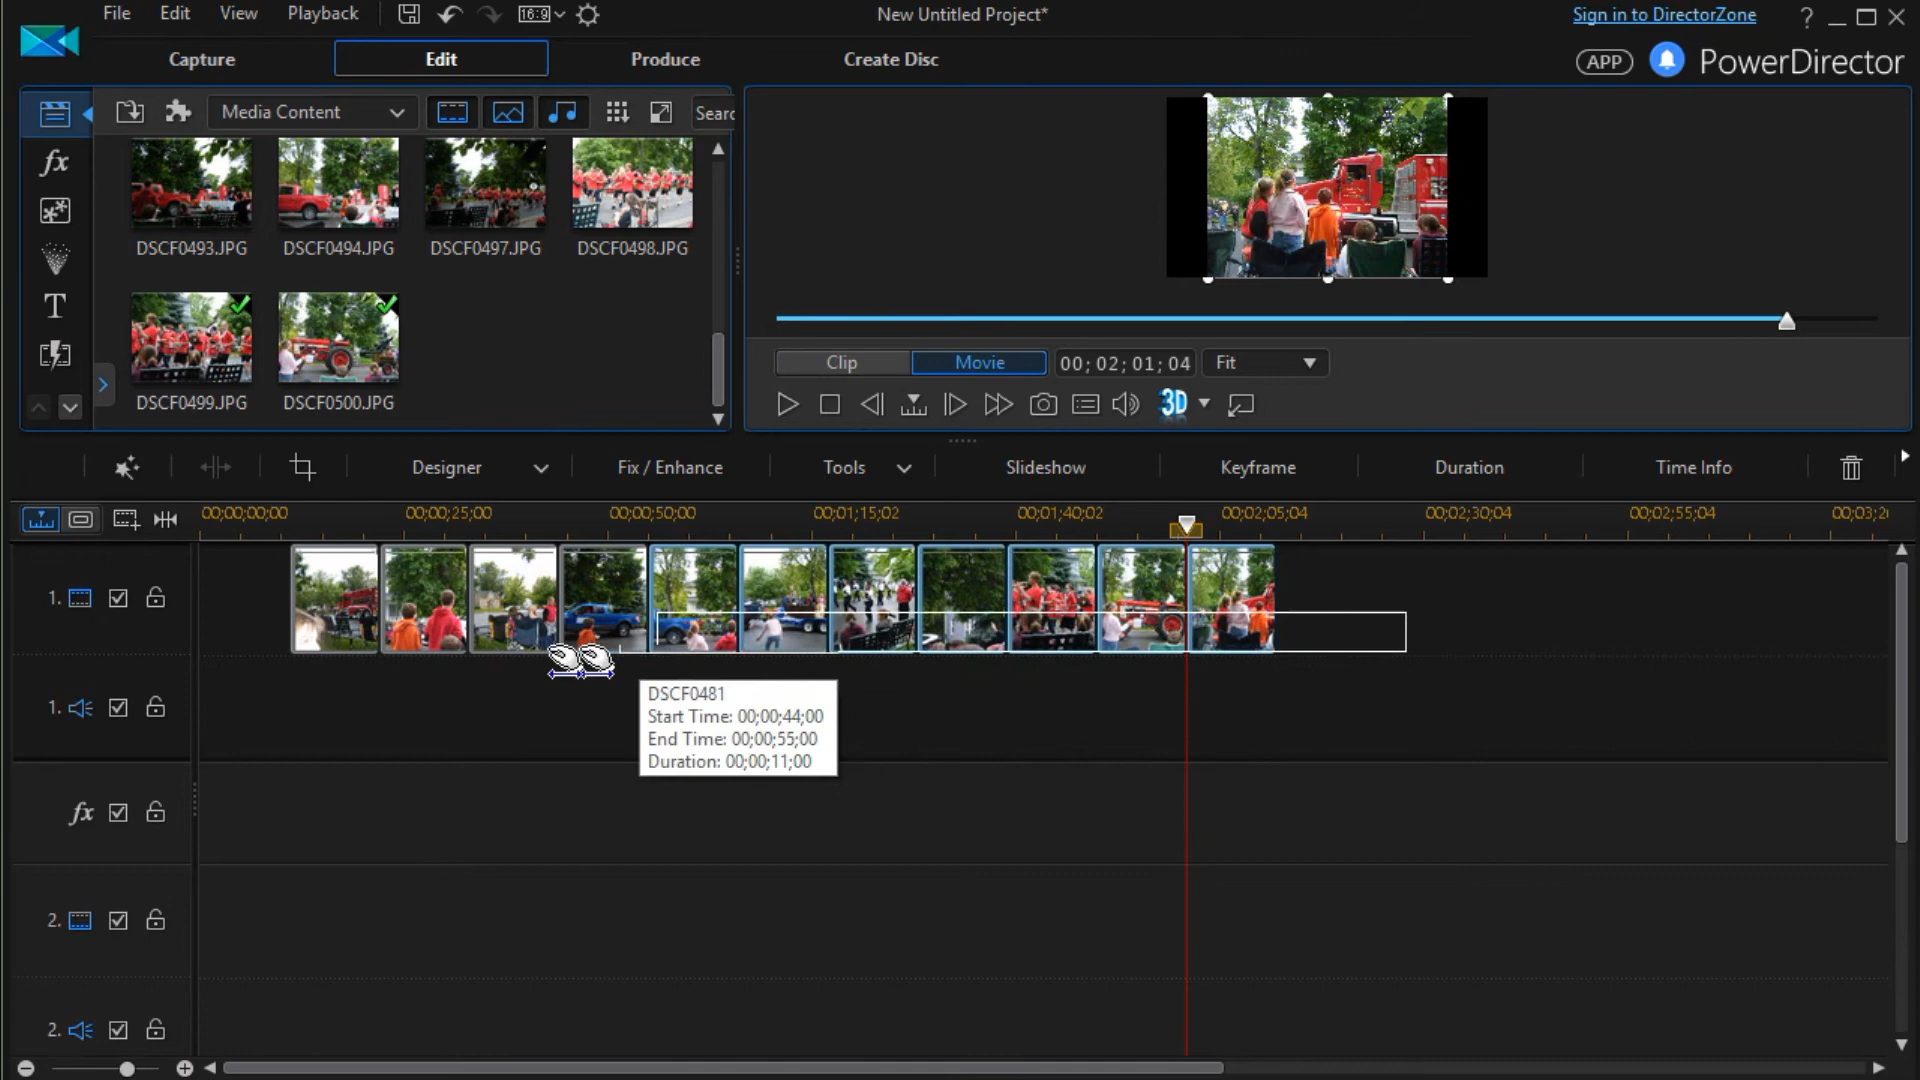 File Edit View Playback
16:9
New Untitled Project*
Sign in to DirectorZone
?
Capture Edit Produce Create Disc
APP PowerDirector
Media Content
Searc
fx
T
DSCF0493.JPG DSCF0494.JPG DSCF0497.JPG DSCF0498.JPG
DSCF0499.JPG DSCF0500.JPG
Clip Movie 00; 02; 01; 04 Fit
3D
Designer Fix / Enhance Tools Slideshow Keyframe Duration Time Info
00;00;00;00 00;00;25;00 00;00;50;00 00;01;15;02 00;01;40;02 00;02;05;04 00;02;30;04 00;02;55;04 00;03;2
1.
1.
DSCF0481
Start Time: 00;00;44;00
End Time: 00;00;55;00
Duration: 00;00;11;00
fx
2.
2.